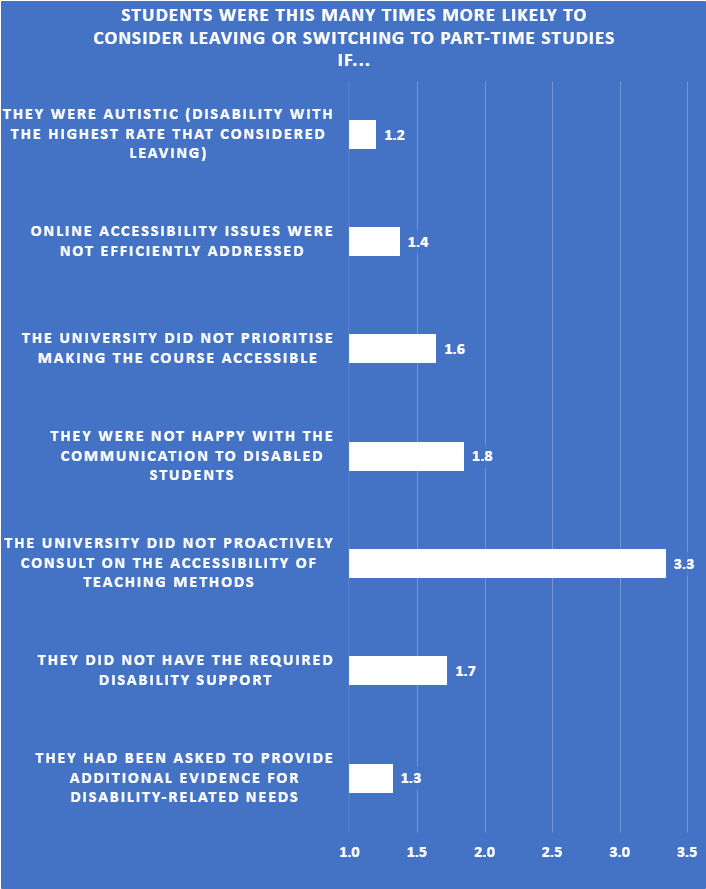 STUDENTS WERE THIS MANY TIMES MORE LIKELY TO
CONSIDER LEAVING OR SWITCHING TO PART-TIME STUDIES
IF...
THEY WERE AUTISTIC (DISABILITY WITH
THE HIGHEST RATE THAT CONSIDERED
LEAVING)
1.2
ONLINE ACCESSIBILITY ISSUES WERE
NOT EFFICIENTLY ADDRESSED
1.4
THE UNIVERSITY DID NOT PRIORITISE
MAKING THE COURSE ACCESSIBLE
1.6
THEY WERE NOT HAPPY WITH THE
COMMUNICATION TO DISABLED
STUDENTS
1.8
THE UNIVERSITY DID NOT PROACTIVELY
CONSULT ON THE ACCESSIBILITY OF
TEACHING METHODS
3.3
THEY DID NOT HAVE THE REQUIRED
DISABILITY SUPPORT
1.7
THEY HAD BEEN ASKED TO PROVIDE
ADDITIONAL EVIDENCE FOR
DISABILITY-RELATED NEEDS
1.3
1.0 1.5 2.0 2.5 3.0 3.5